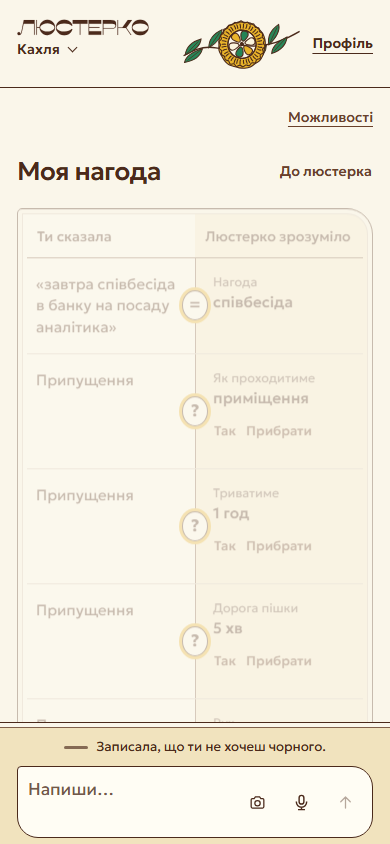 ЛЮСТЕРКО
Кахля
Профіль
Можливості
Моя нагода
До люстерка
Ти сказала
Люстерко зрозуміло
«завтра співбесіда
в банку на посаду
аналітика»
=
Нагода
співбесіда
Припущення
?
Як проходитиме
приміщення
Так Прибрати
Припущення
?
Триватиме
1 год
Так Прибрати
Припущення
?
Дорога пішки
5 хв
Так Прибрати
Записала, що ти не хочеш чорного.
Напиши...